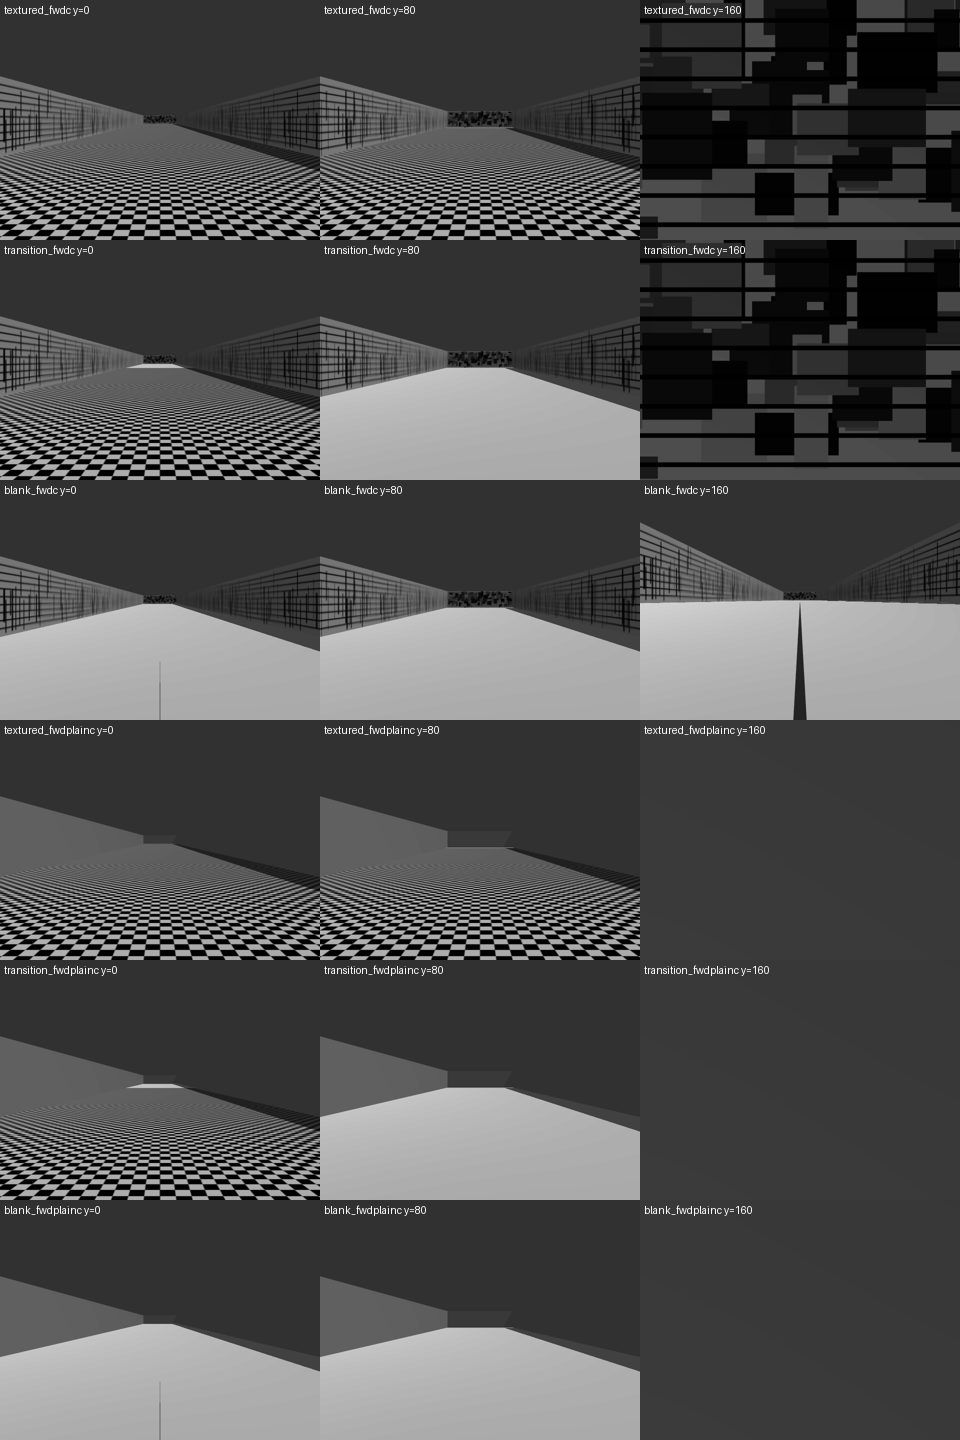 textured_fwdc y=0
textured_fwdc y=80
textured_fwdc y=160
transition_fwdc y=0
transition_fwdc y=80
transition_fwdc y=160
blank_fwdc y=0
blank_fwdc y=80
blank_fwdc y=160
textured_fwdplainc y=0
textured_fwdplainc y=80
textured_fwdplainc y=160
transition_fwdplainc y=0
transition_fwdplainc y=80
transition_fwdplainc y=160
blank_fwdplainc y=0
blank_fwdplainc y=80
blank_fwdplainc y=160